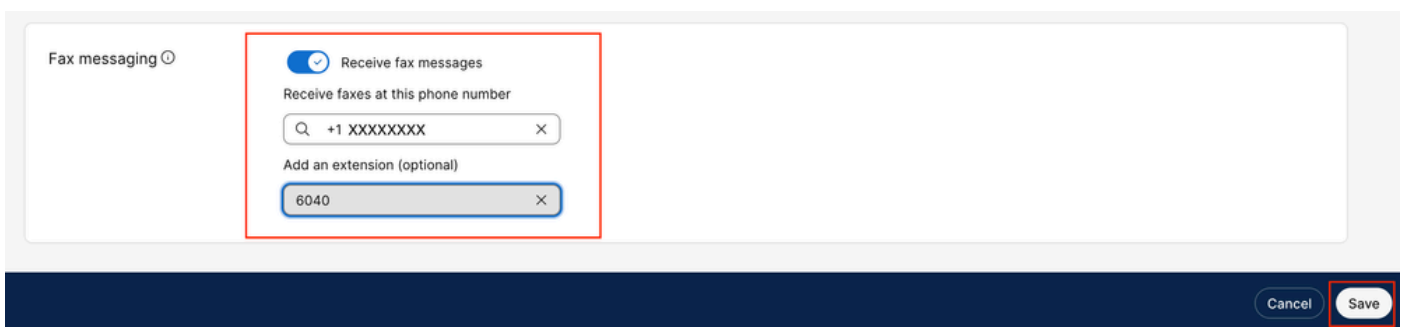 Fax messaging
Receive fax messages
Receive faxes at this phone number
+1 XXXXXXXX
Add an extension (optional)
6040
Cancel Save